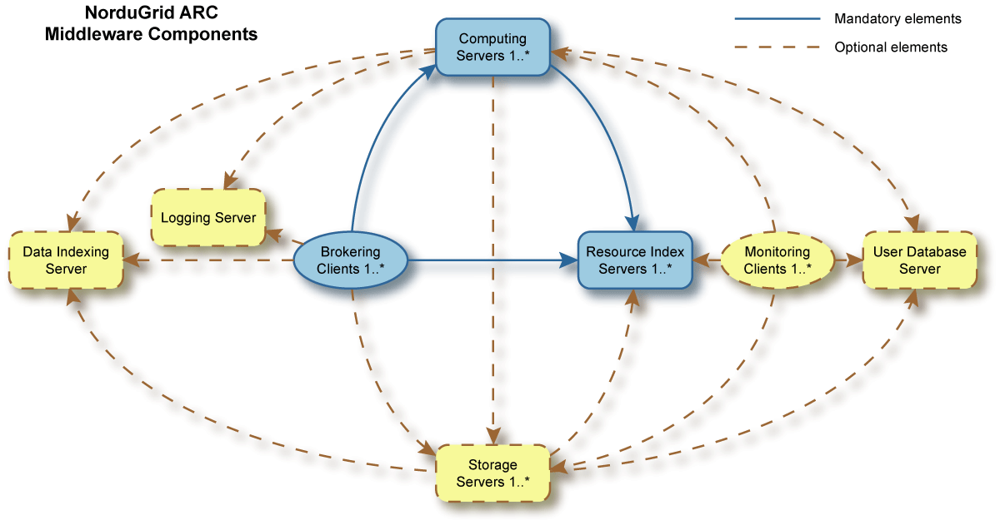 NorduGrid ARC
Middleware Components
Mandatory elements
Optional elements
Computing
Servers 1..*
Logging Server
Data Indexing
Server
Brokering
Clients 1..*
Resource Index
Servers 1..*
Monitoring
Clients 1..*
User Database
Server
Storage
Servers 1..*